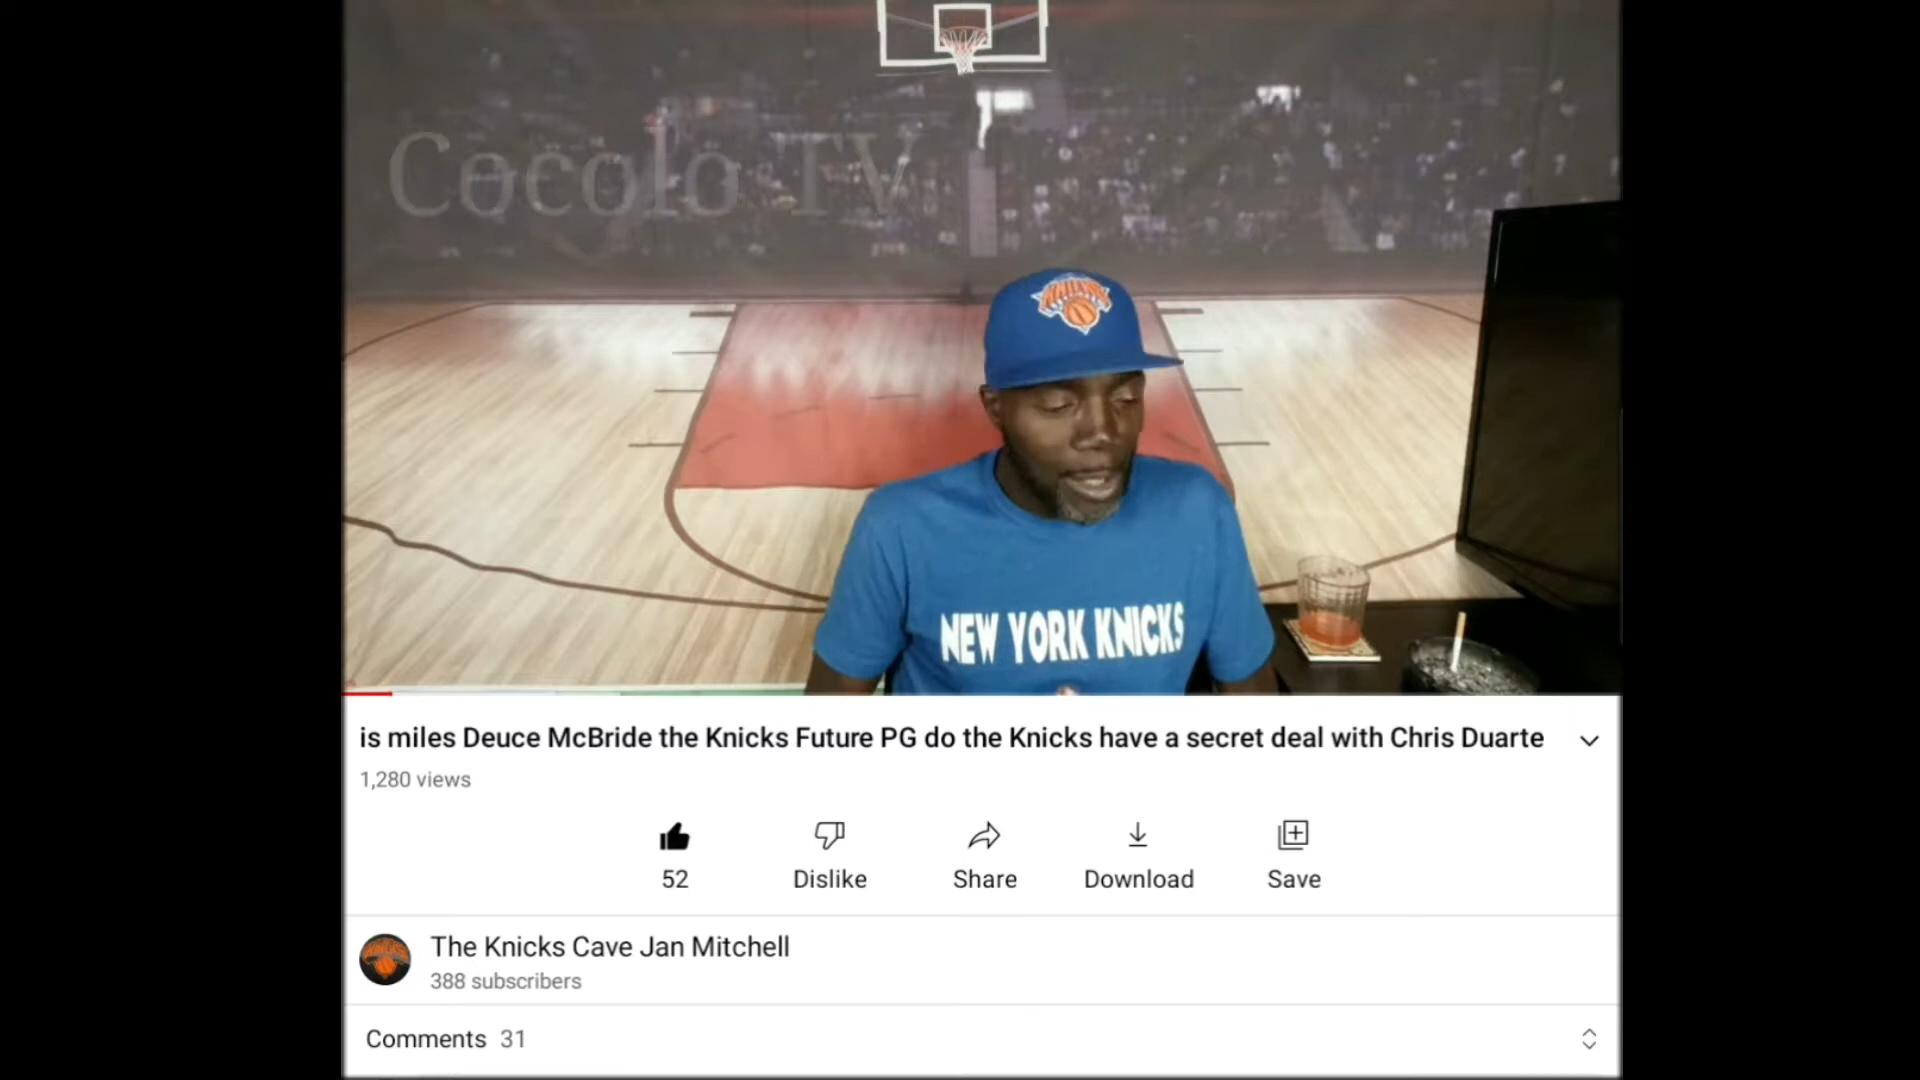 Cocolo TV
KNICKS
NEW YORK KNICKS
is miles Deuce McBride the Knicks Future PG do the Knicks have a secret deal with Chris Duarte
1,280 views
52
Dislike
Share
Download
Save
The Knicks Cave Jan Mitchell
388 subscribers
Comments 31